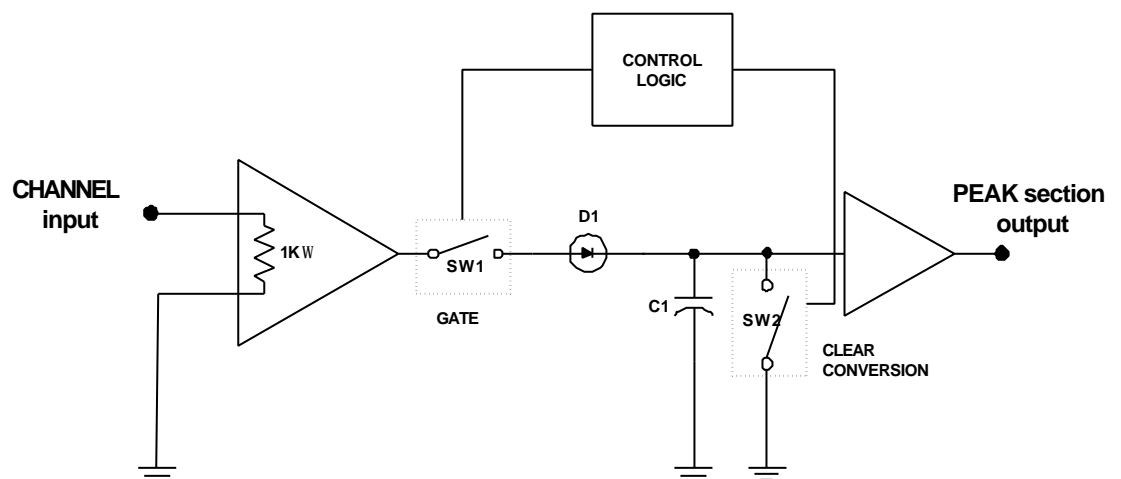 CONTROL
LOGIC
CHANNEL
input
PEAK section
output
D1
1KW
SW1
GATE
C1
SW2
CLEAR
CONVERSION